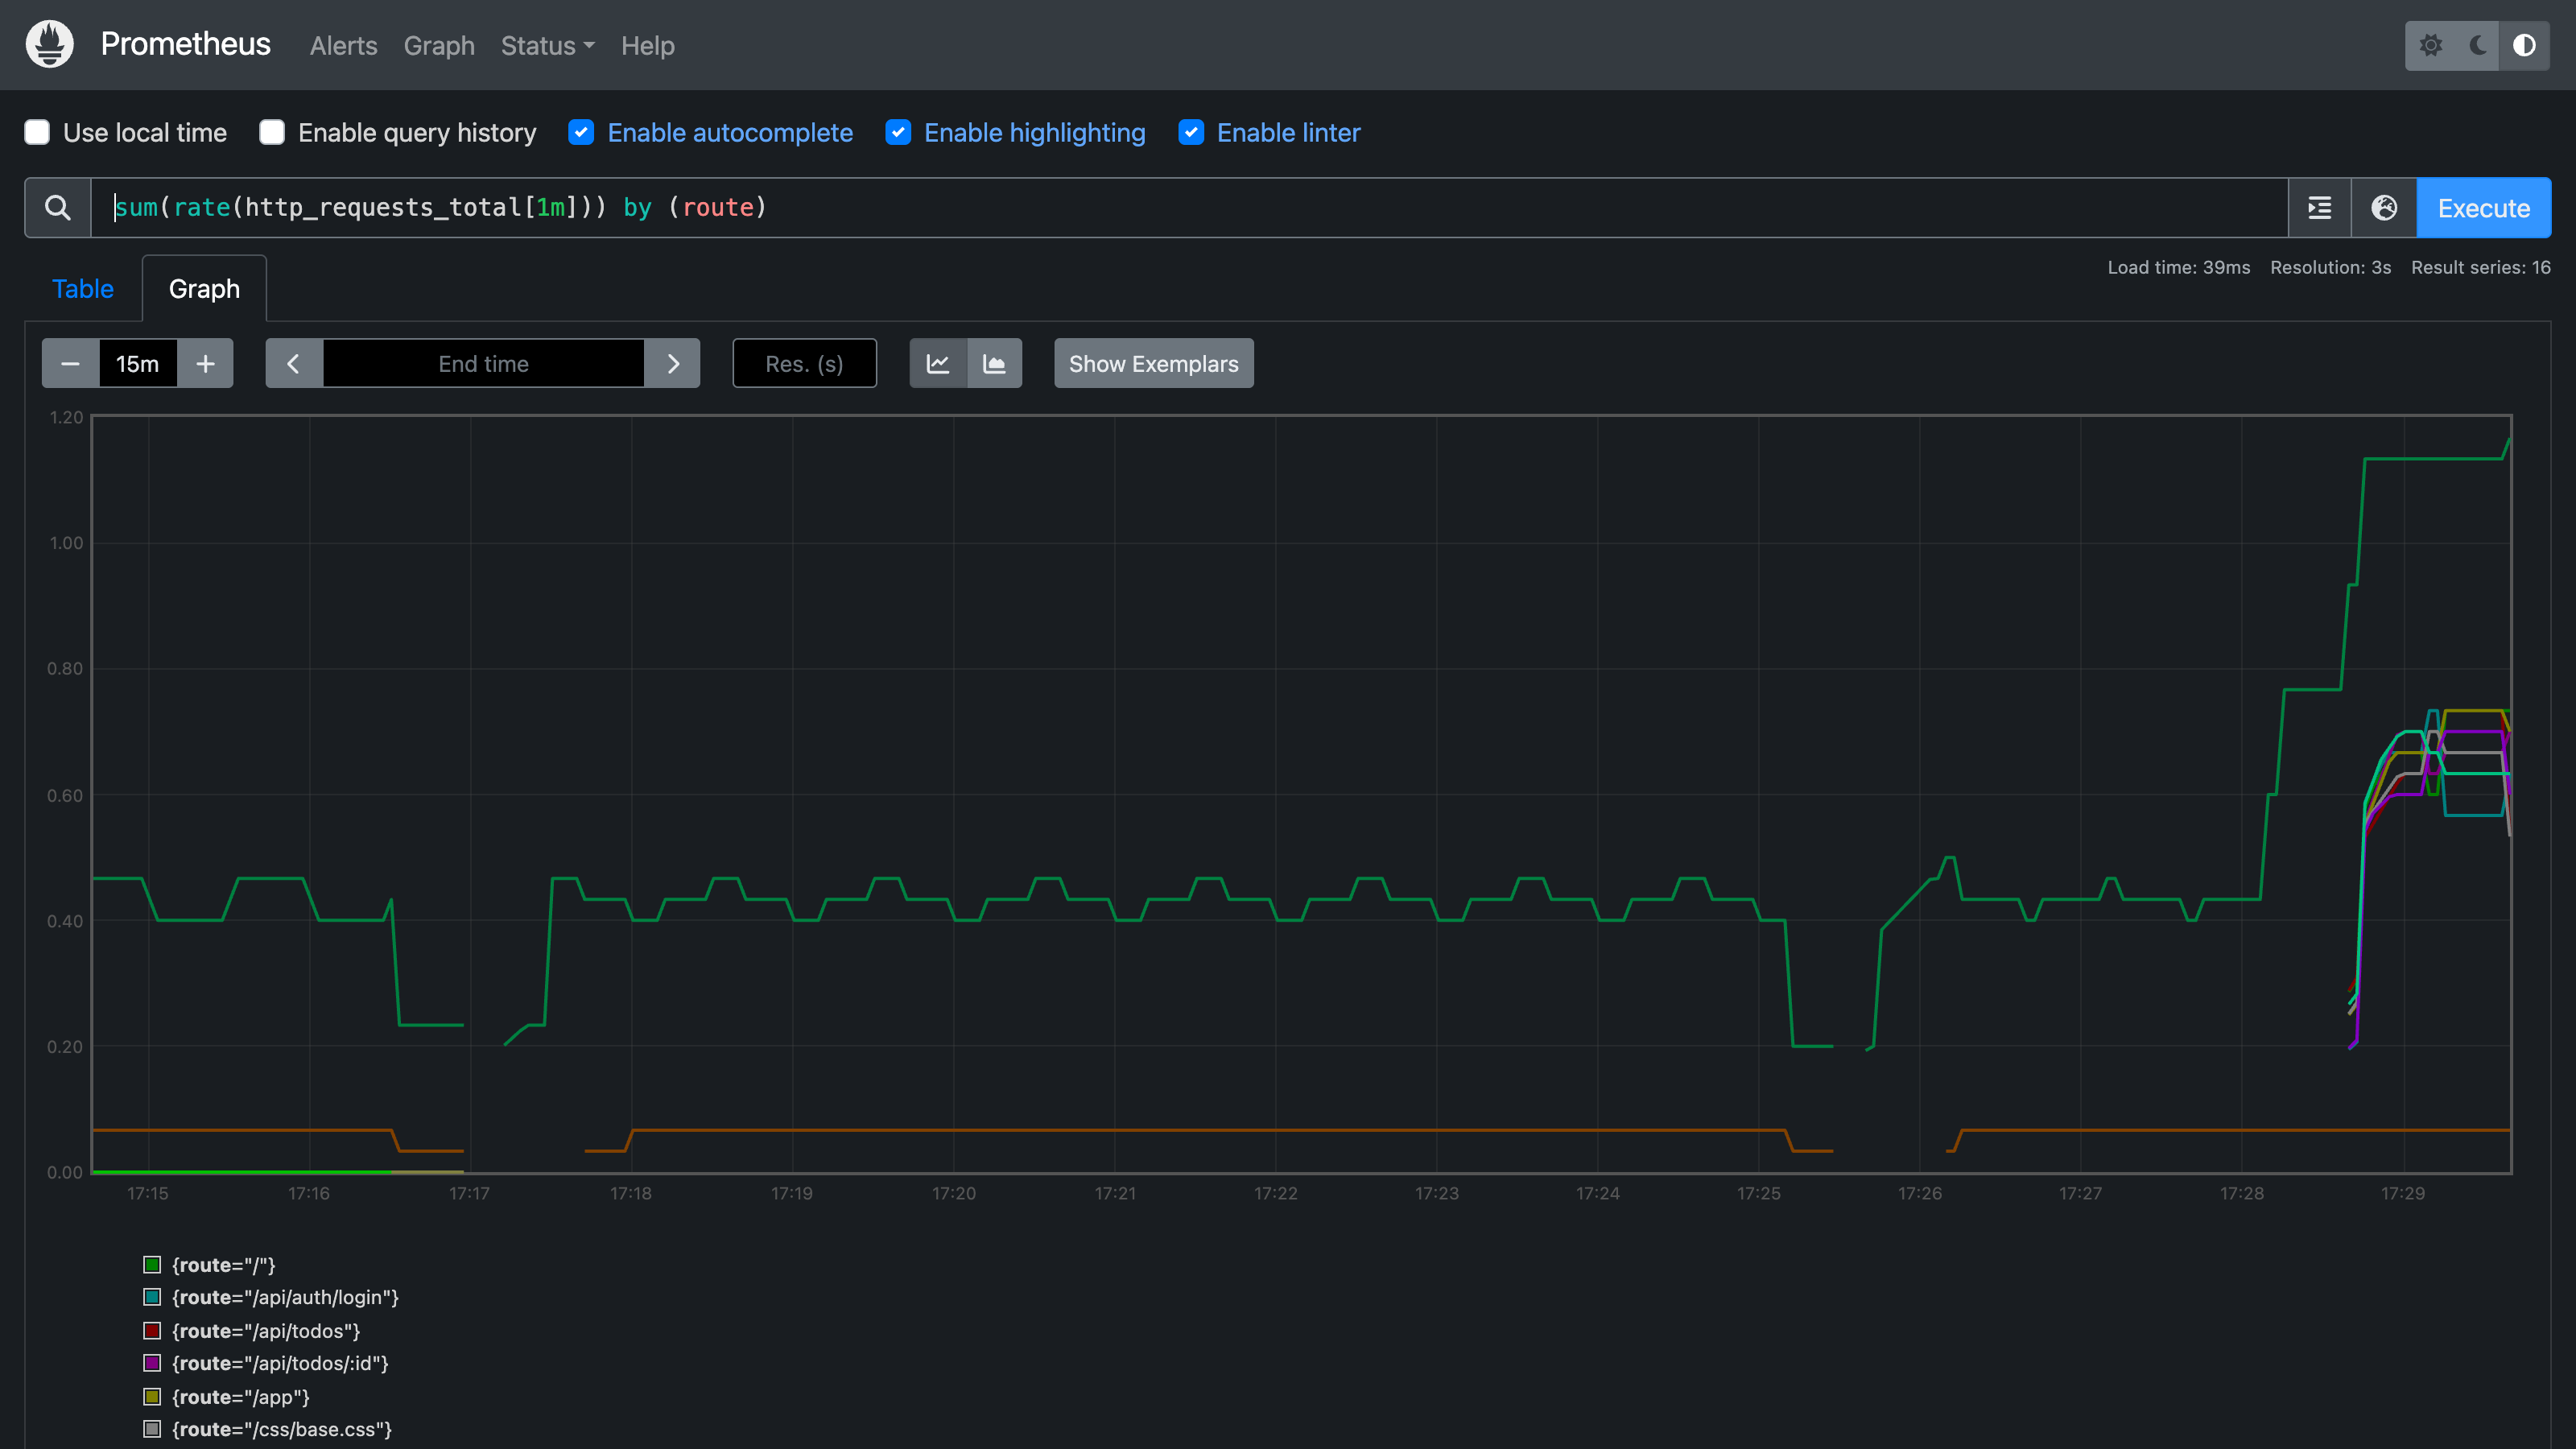 Prometheus Alerts Graph Status Help
Use local time Enable query history Enable autocomplete Enable highlighting Enable linter
sum(rate(http_requests_total[1m])) by (route) Execute
Load time: 39ms Resolution: 3s Result series: 16
Table Graph
15m End time Res. (s) Show Exemplars
1.20
1.00
0.80
0.60
0.40
0.20
0.00
17:15 17:16 17:17 17:18 17:19 17:20 17:21 17:22 17:23 17:24 17:25 17:26 17:27 17:28 17:29
{route="/"}
{route="/api/auth/login"}
{route="/api/todos"}
{route="/api/todos/:id"}
{route="/app"}
{route="/css/base.css"}